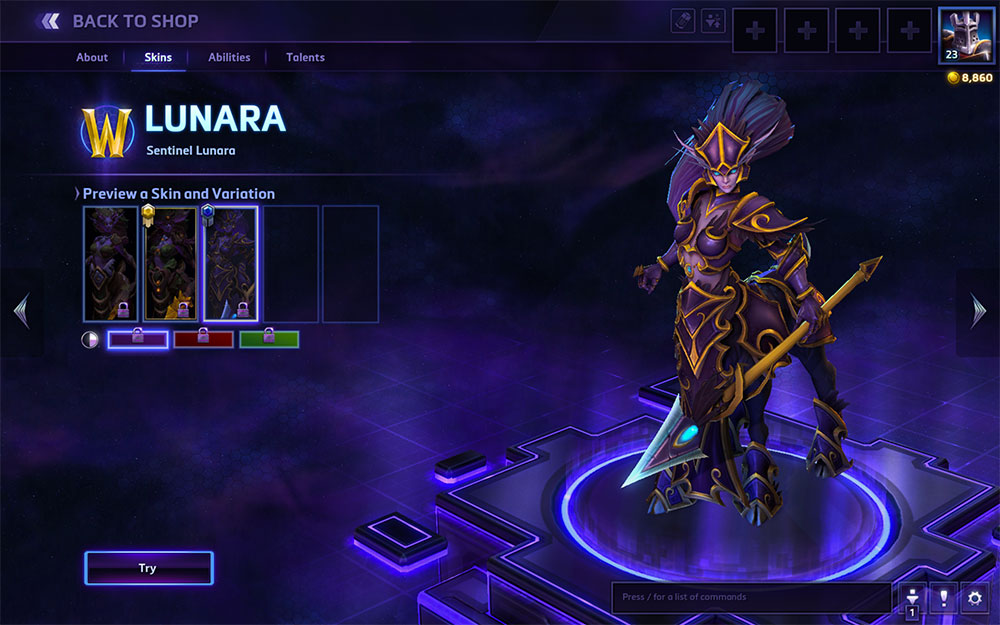 BACK TO SHOP
About
Skins
Abilities
Talents
23
8,860
W
LUNARA
Sentinel Lunara
Preview a Skin and Variation
Try
Press / for a list of commands
1